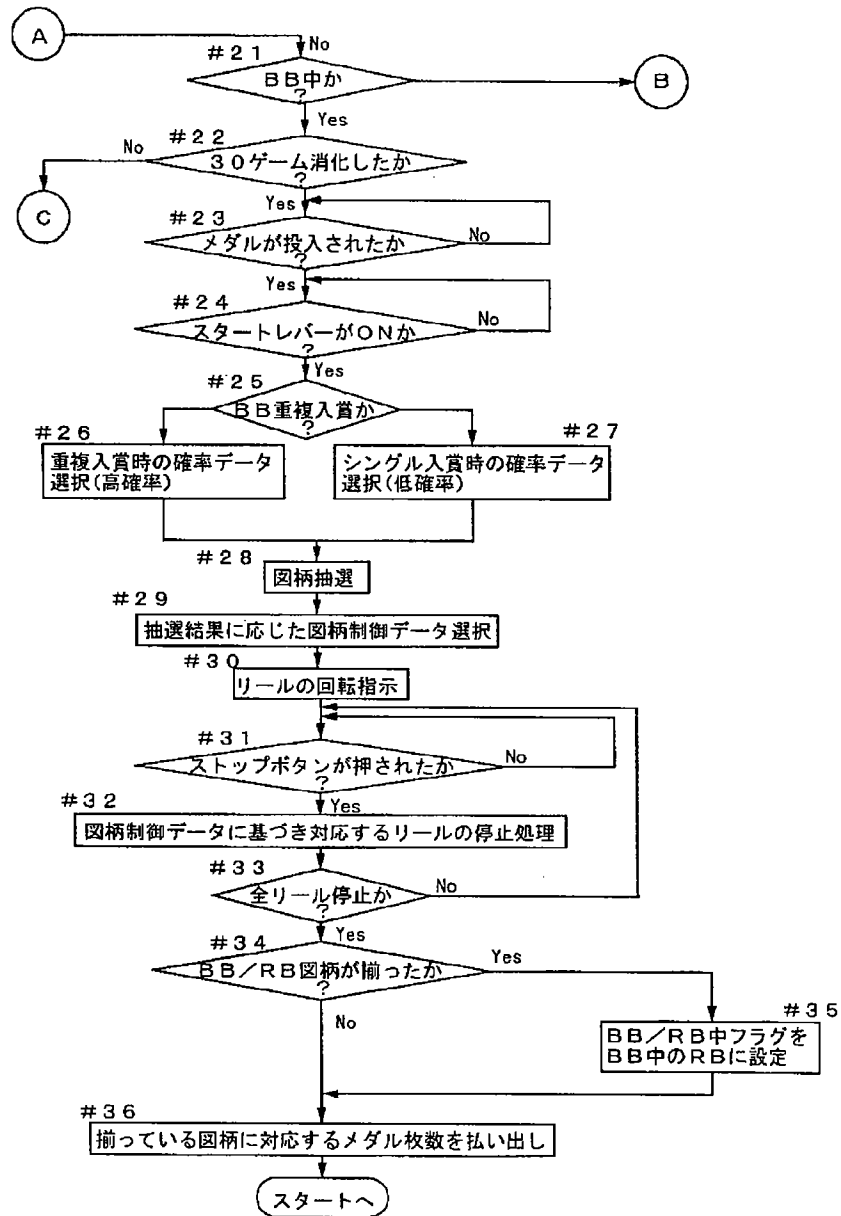 A
No
#21
BB中か
?
B
Yes
#22
No
30ゲーム消化したか
?
C
Yes
#23
メダルが投入されたか
?
No
Yes
#24
スタートレバーがONか
?
No
Yes
#25
BB重複入賞か
?
#26
#27
重複入賞時の確率データ
選択(高確率)
シングル入賞時の確率データ
選択(低確率)
#28
図柄抽選
#29
抽選結果に応じた図柄制御データ選択
#30
リールの回転指示
#31
ストップボタンが押されたか
?
No
#32
Yes
図柄制御データに基づき対応するリールの停止処理
#33
全リール停止か
?
No
Yes
#34
BB/RB図柄が揃ったか
?
Yes
No
#35
BB/RB中フラグを
BB中のRBに設定
#36
揃っている図柄に対応するメダル枚数を払い出し
スタートへ